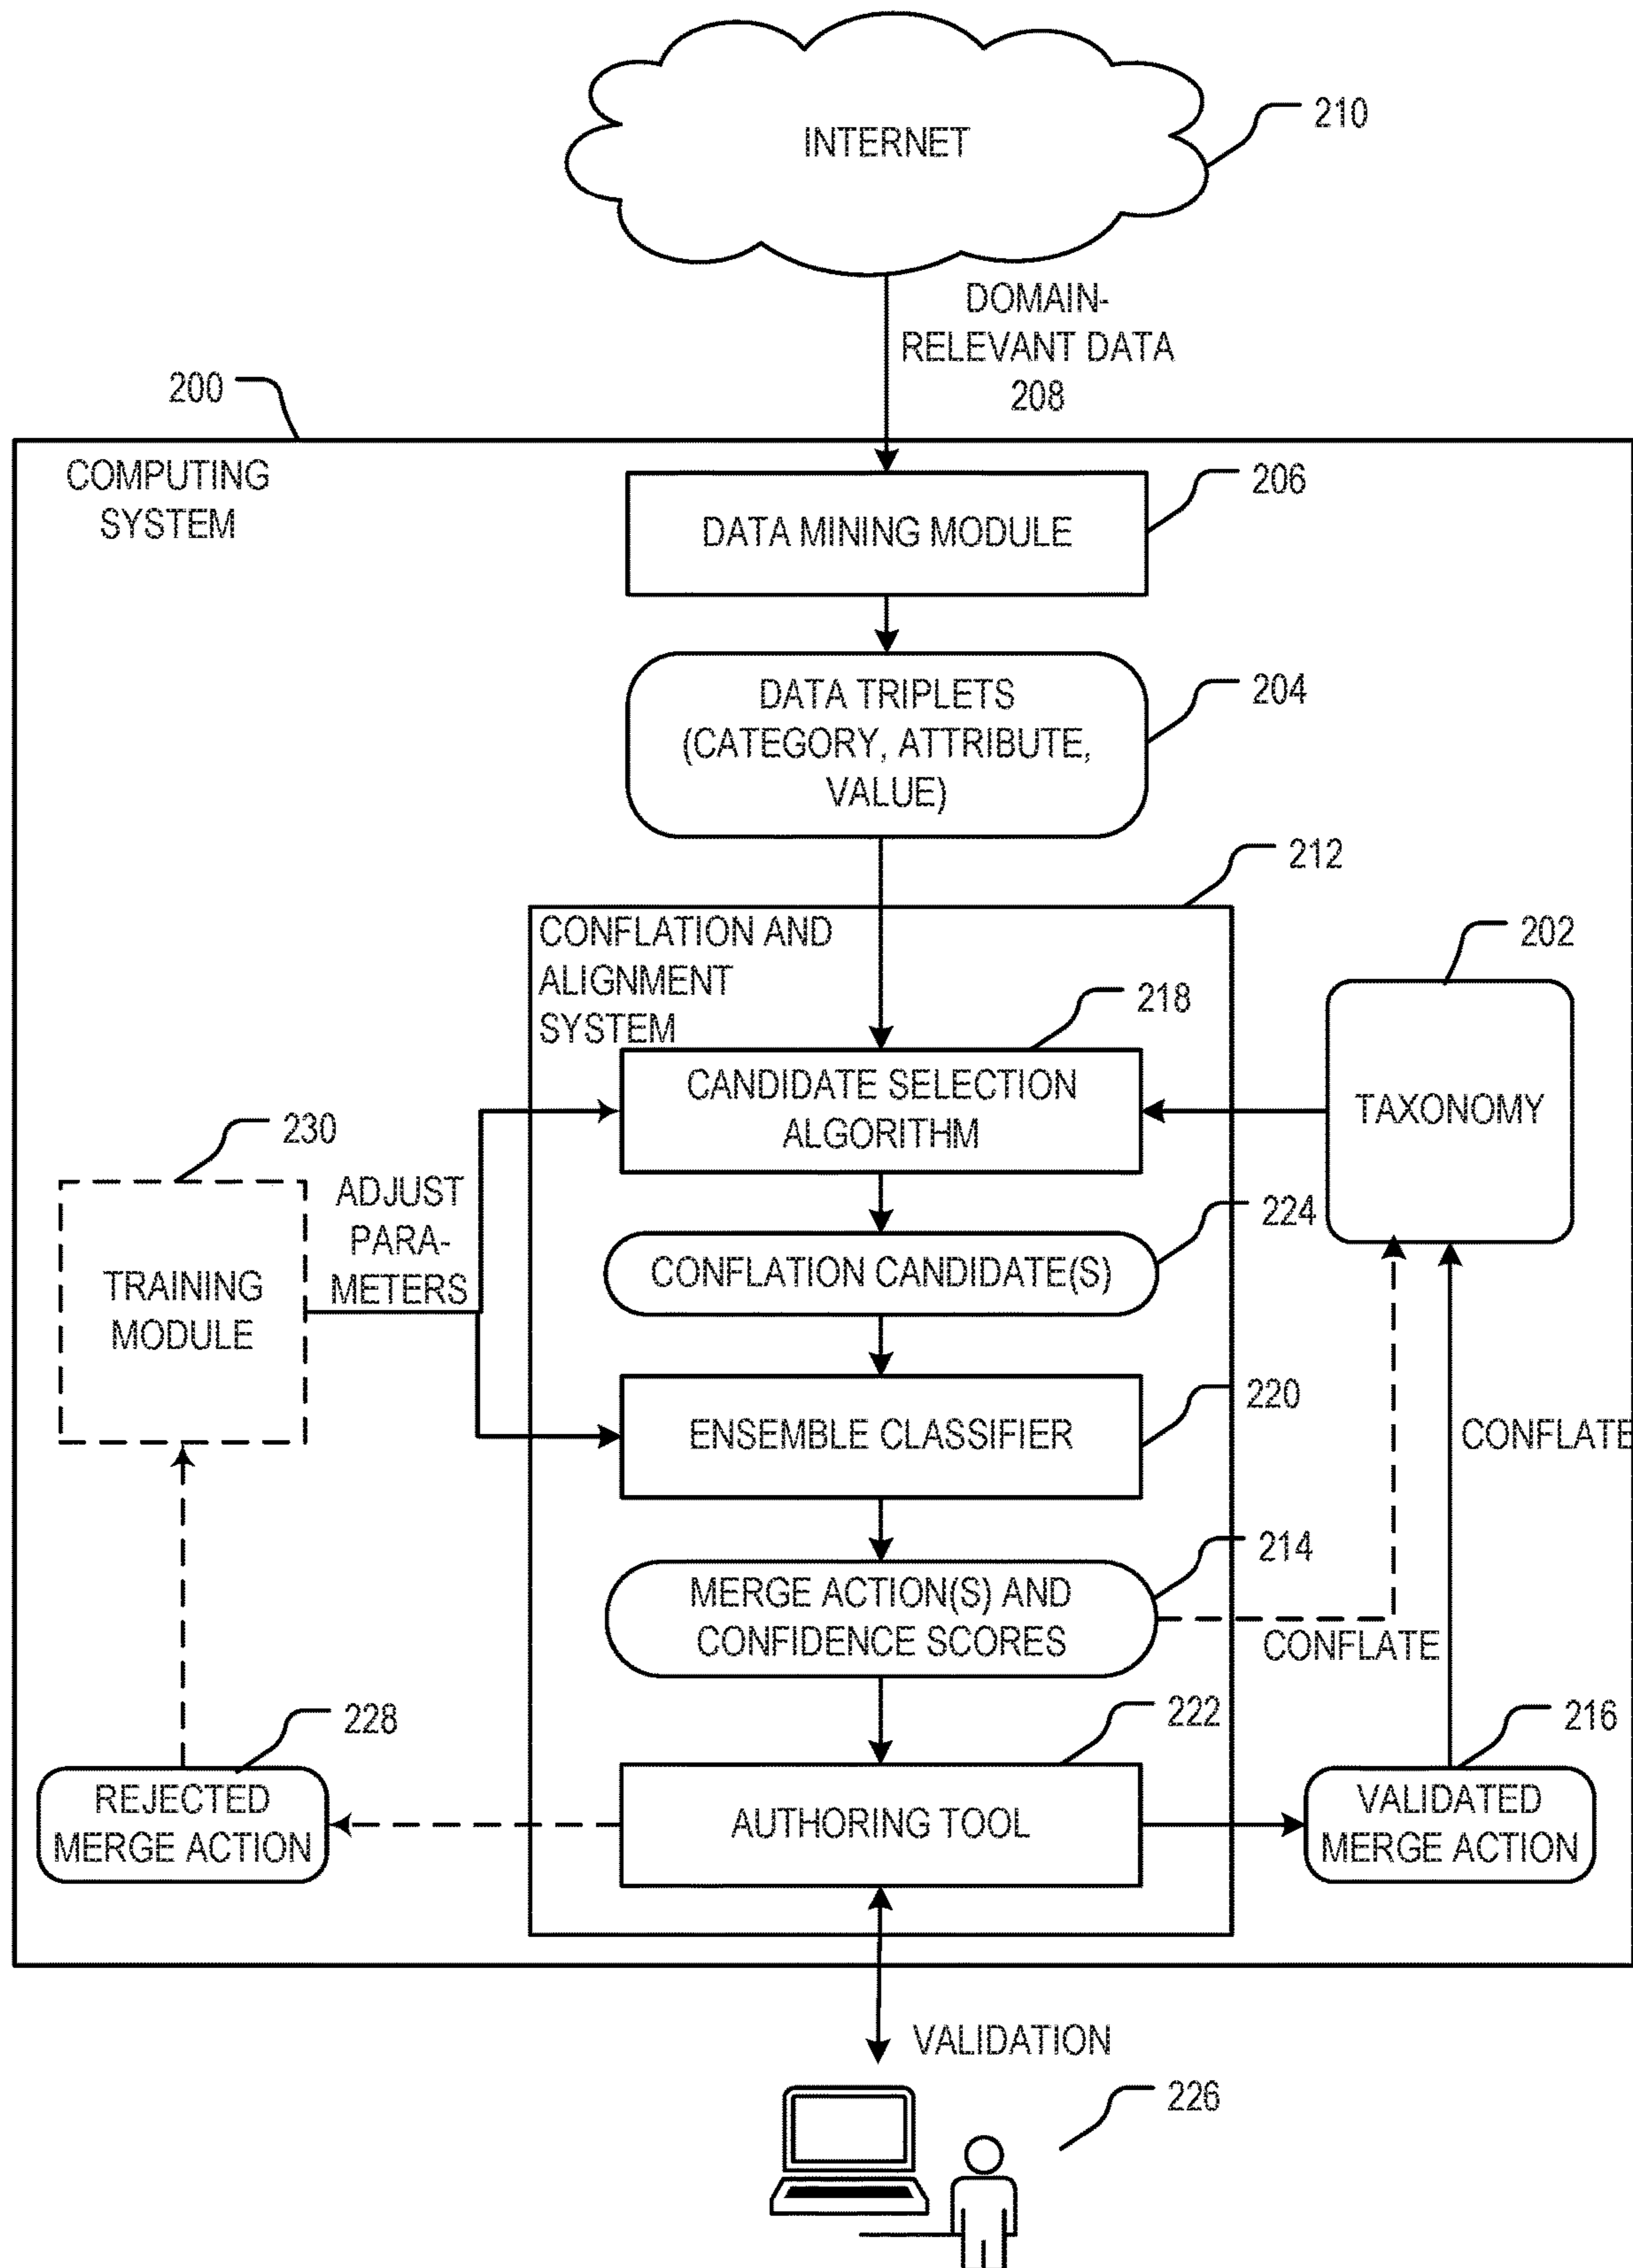 INTERNET
210
DOMAIN-
RELEVANT DATA
208
200
COMPUTING
SYSTEM
206
DATA MINING MODULE
204
DATA TRIPLETS
(CATEGORY, ATTRIBUTE,
VALUE)
212
CONFLATION AND
ALIGNMENT
SYSTEM
202
218
CANDIDATE SELECTION
ALGORITHM
TAXONOMY
230
ADJUST
PARA-
METERS
224
CONFLATION CANDIDATE(S)
TRAINING
MODULE
220
ENSEMBLE CLASSIFIER
CONFLATE
214
MERGE ACTION(S) AND
CONFIDENCE SCORES
CONFLATE
228
222
216
REJECTED
MERGE ACTION
AUTHORING TOOL
VALIDATED
MERGE ACTION
VALIDATION
226